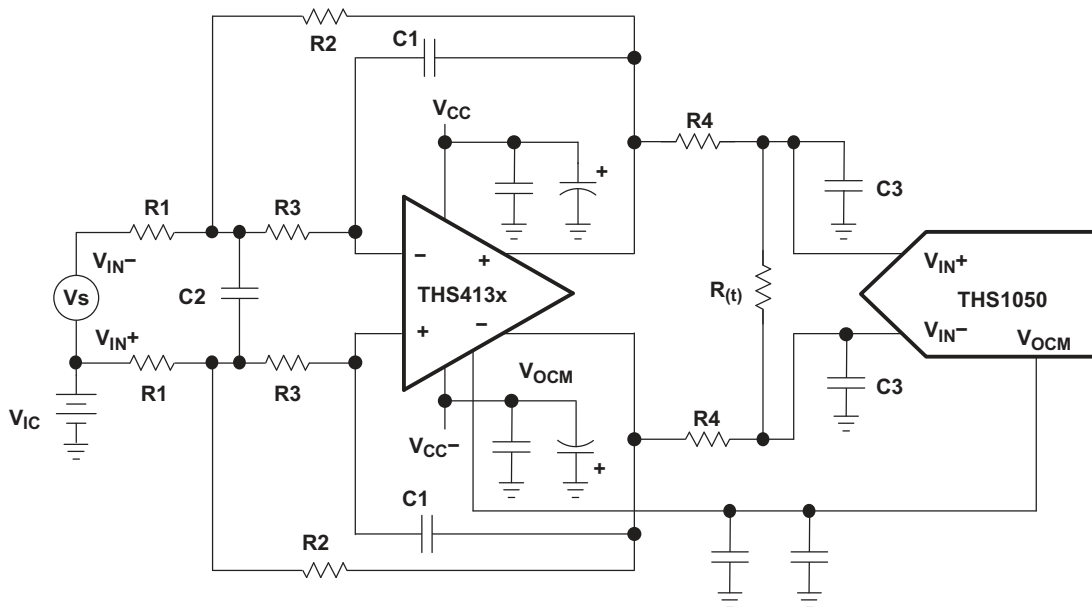 R2
C1
VCC
R4
+
C3
R1
R3
VIN−
−
+
VIN+
Vs
C2
THS413x
R(t)
THS1050
VIN+
+
−
VIN−
VOCM
R1
R3
VOCM
C3
VIC
R4
VCC−
+
C1
R2